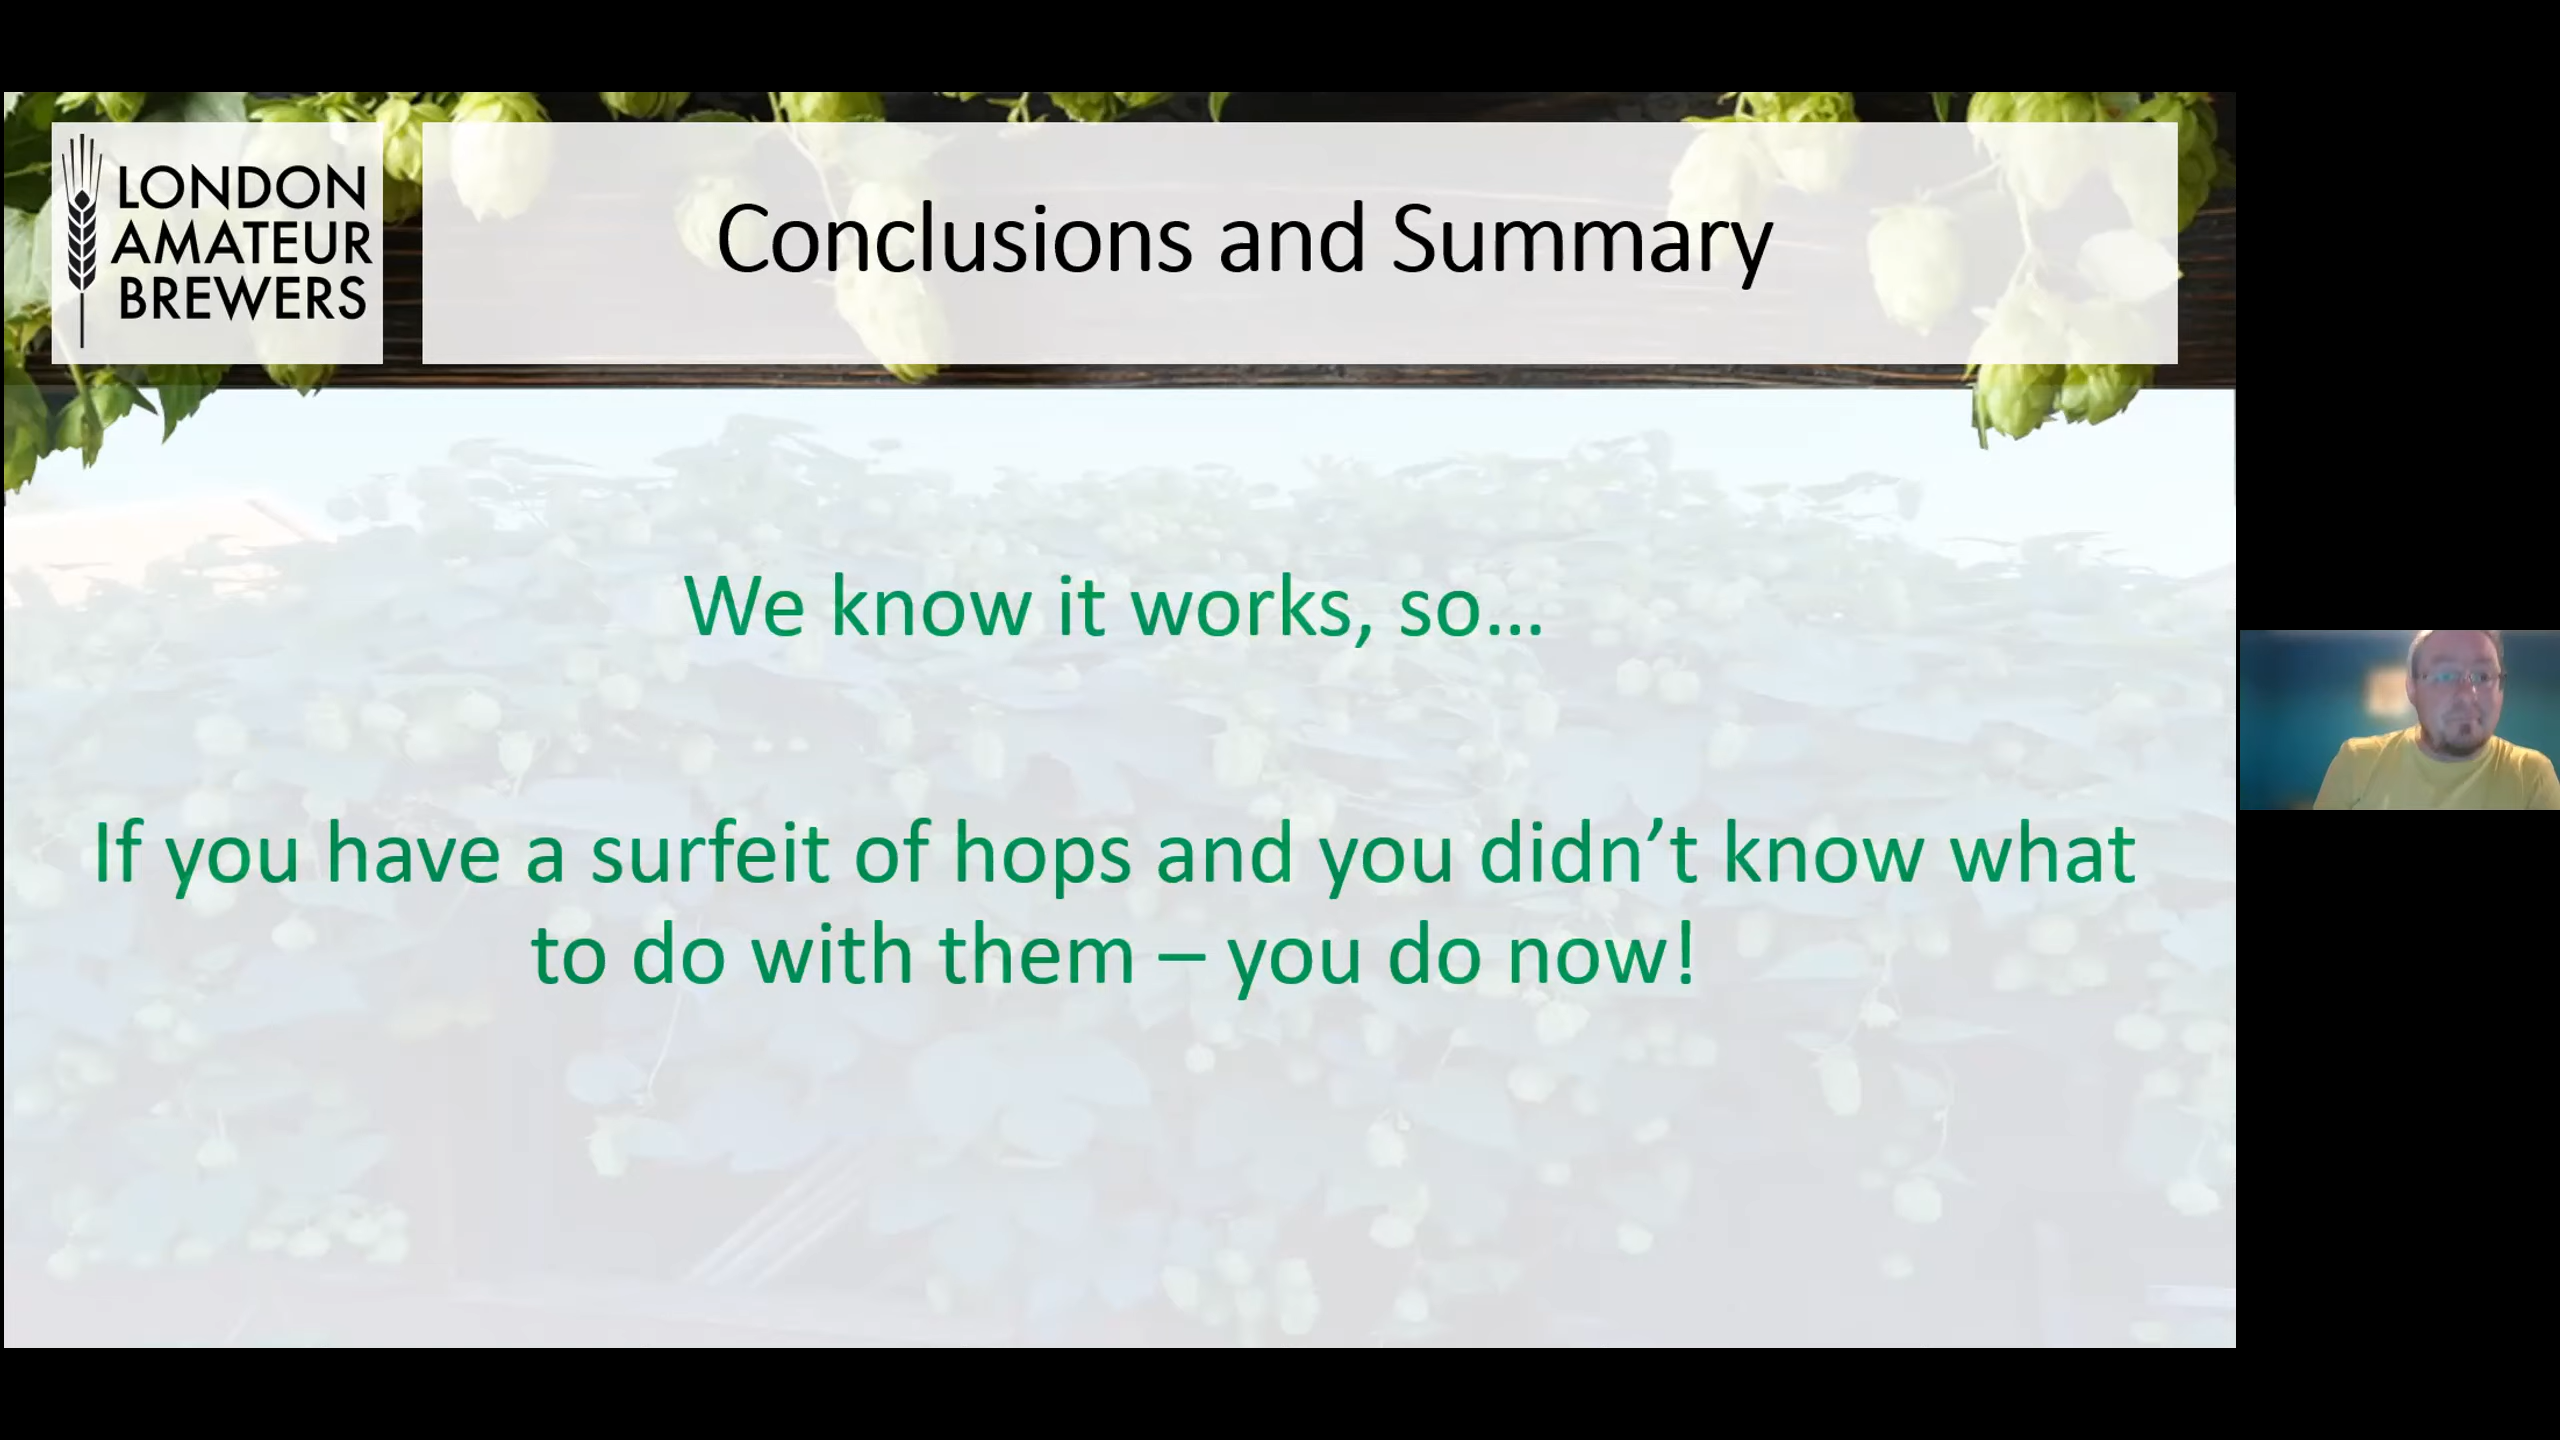 LONDON
AMATEUR
BREWERS
Conclusions and Summary
We know it works, so…
If you have a surfeit of hops and you didn’t know what
to do with them – you do now!